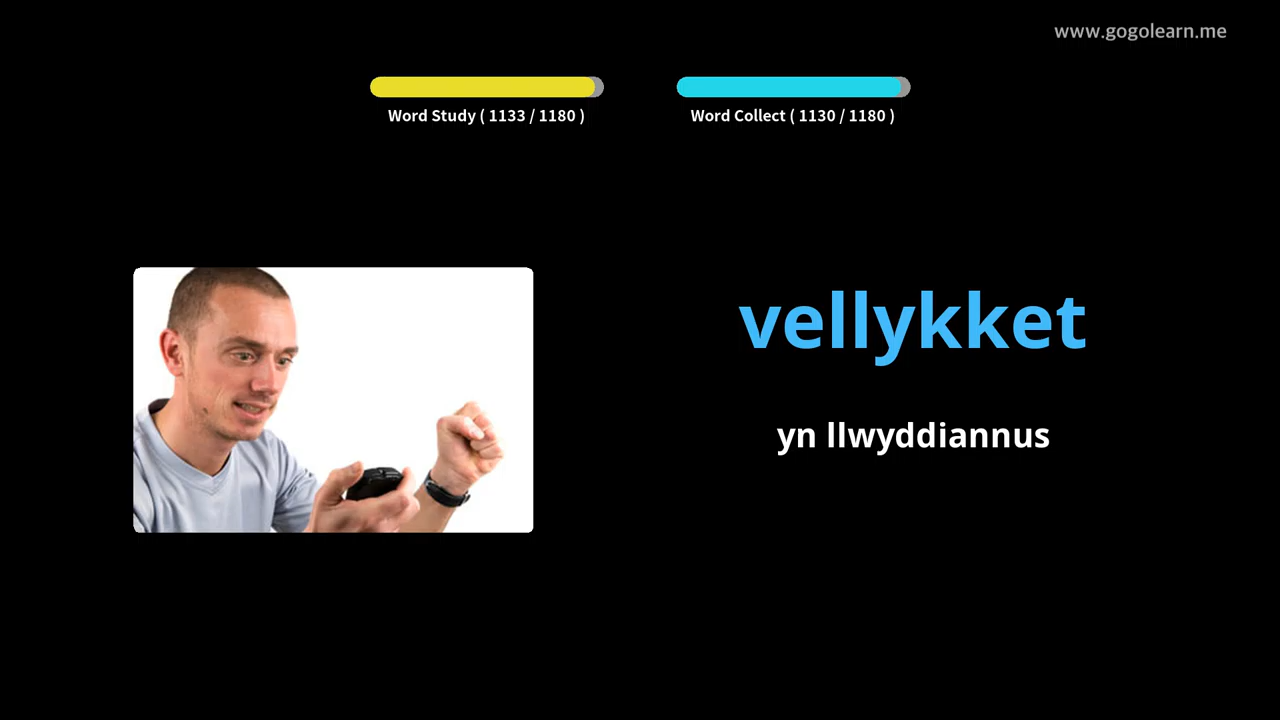 www.gogolearn.me
Word Study ( 1133 / 1180 )
Word Collect ( 1130 / 1180 )
vellykket
yn llwyddiannus